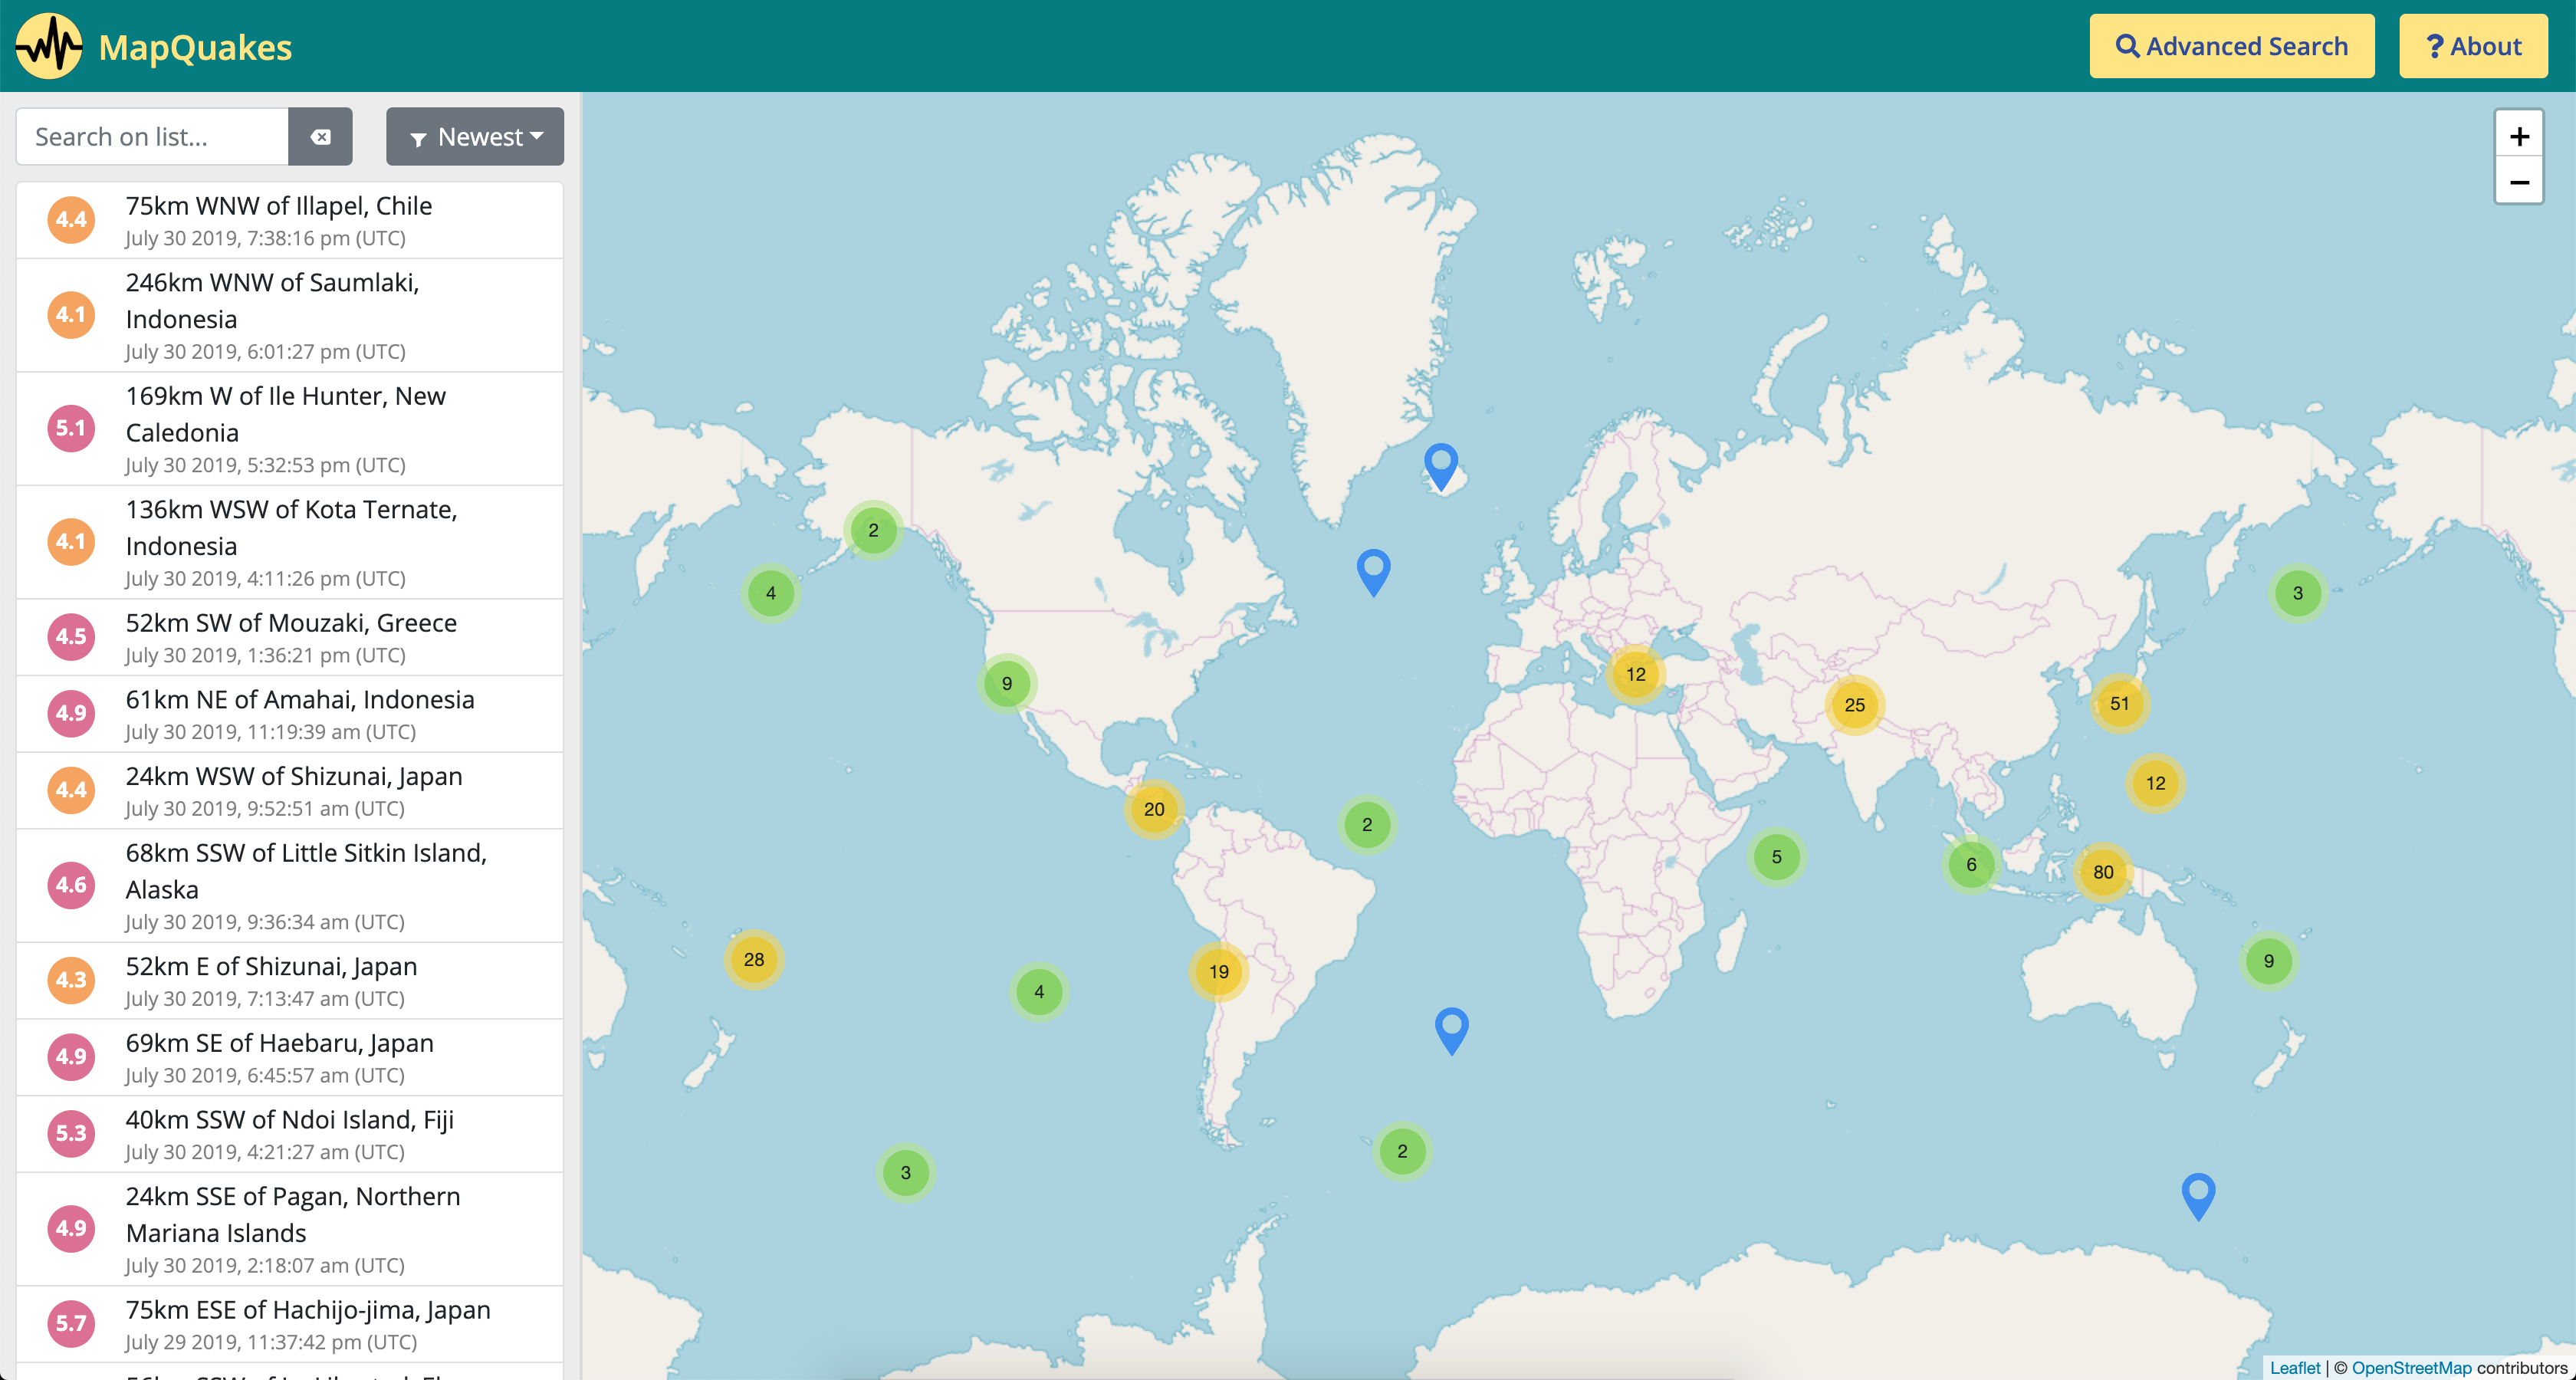 MapQuakes
Advanced Search
? About
Search on list...
Newest
4.4
75km WNW of Illapel, Chile
July 30 2019, 7:38:16 pm (UTC)
4.1
246km WNW of Saumlaki,
Indonesia
July 30 2019, 6:01:27 pm (UTC)
5.1
169km W of Ile Hunter, New
Caledonia
July 30 2019, 5:32:53 pm (UTC)
4.1
136km WSW of Kota Ternate,
Indonesia
July 30 2019, 4:11:26 pm (UTC)
4.5
52km SW of Mouzaki, Greece
July 30 2019, 1:36:21 pm (UTC)
4.9
61km NE of Amahai, Indonesia
July 30 2019, 11:19:39 am (UTC)
4.4
24km WSW of Shizunai, Japan
July 30 2019, 9:52:51 am (UTC)
4.6
68km SSW of Little Sitkin Island,
Alaska
July 30 2019, 9:36:34 am (UTC)
4.3
52km E of Shizunai, Japan
July 30 2019, 7:13:47 am (UTC)
4.9
69km SE of Haebaru, Japan
July 30 2019, 6:45:57 am (UTC)
5.3
40km SSW of Ndoi Island, Fiji
July 30 2019, 4:21:27 am (UTC)
4.9
24km SSE of Pagan, Northern
Mariana Islands
July 30 2019, 2:18:07 am (UTC)
5.7
75km ESE of Hachijo-jima, Japan
July 29 2019, 11:37:42 pm (UTC)
+
−
2
4
3
9
12
25
51
12
20
2
5
6
80
28
19
4
9
2
3
Leaflet | © OpenStreetMap contributors